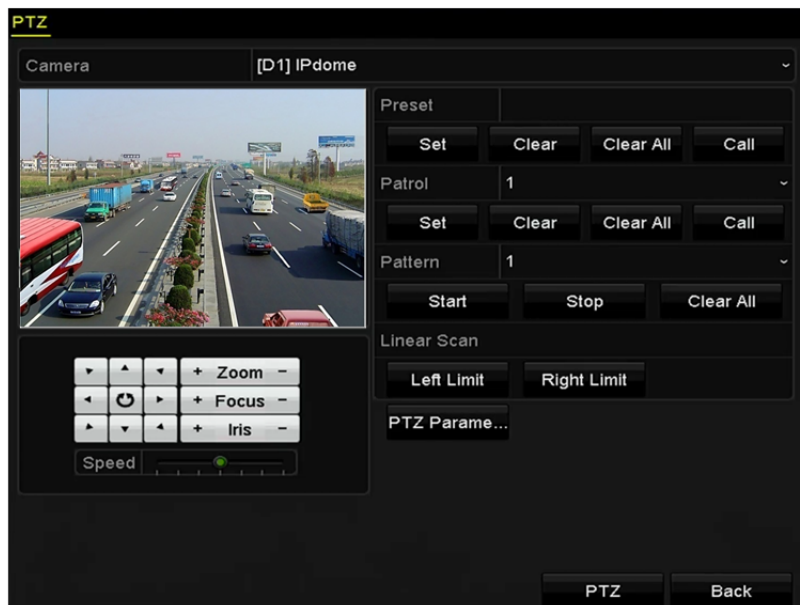 PTZ
Camera [D1] IPdome
Preset
Set Clear Clear All Call
Patrol 1
Set Clear Clear All Call
Pattern 1
Start Stop Clear All
Linear Scan
Left Limit Right Limit
PTZ Parame...
+ Zoom -
+ Focus -
+ Iris -
Speed
PTZ Back